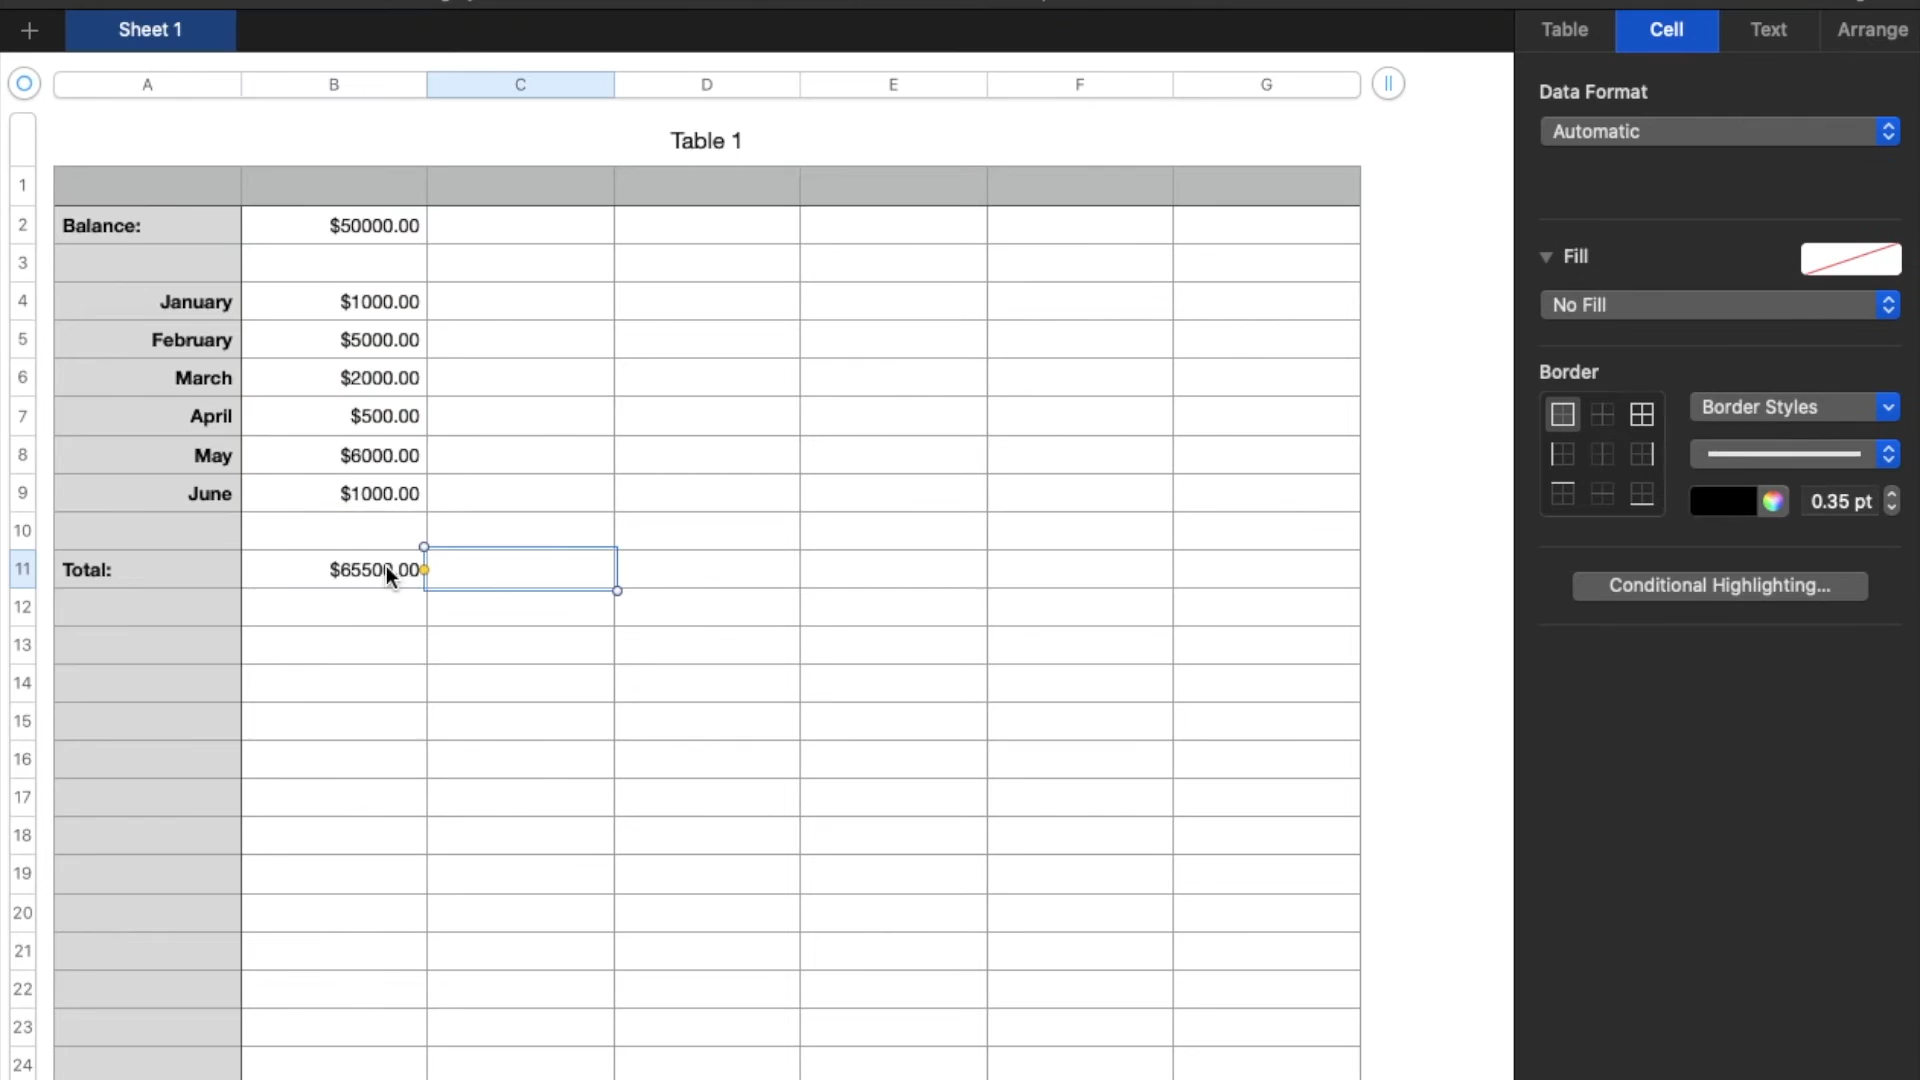 Sheet 1
Table Cell Text Arrange
A B C D E F G
Table 1
1
2 Balance: $50000.00
3
4 January $1000.00
5 February $5000.00
6 March $2000.00
7 April $500.00
8 May $6000.00
9 June $1000.00
10
11 Total: $65500.00
12
13
14
15
16
17
18
19
20
21
22
23
24
Data Format
Automatic
Fill
No Fill
Border
Border Styles
0.35 pt
Conditional Highlighting...